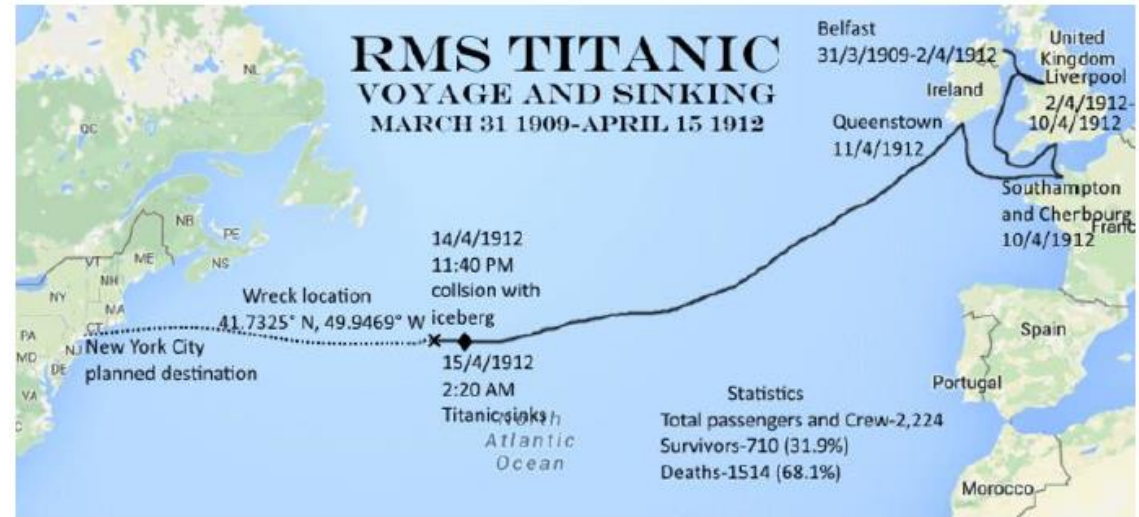 RMS TITANIC
VOYAGE AND SINKING
MARCH 31 1909-APRIL 15 1912
Belfast
31/3/1909-2/4/1912
United
Kingdom
Liverpool
2/4/1912-
10/4/1912
Ireland
Queenstown
11/4/1912
Southampton
and Cherbourg
10/4/1912
Franc
NL
QC
NB
PE
NS
ME
VT
NH
NY
MA
CT
PA
NJ
MD
DE
VA
C
14/4/1912
11:40 PM
collsion with
iceberg
Wreck location
41.7325° N, 49.9469° W
New York City
planned destination
15/4/1912
2:20 AM
Titanic sinks
North
Atlantic
Ocean
Statistics
Total passengers and Crew-2,224
Survivors-710 (31.9%)
Deaths-1514 (68.1%)
Spain
Portugal
Morocco